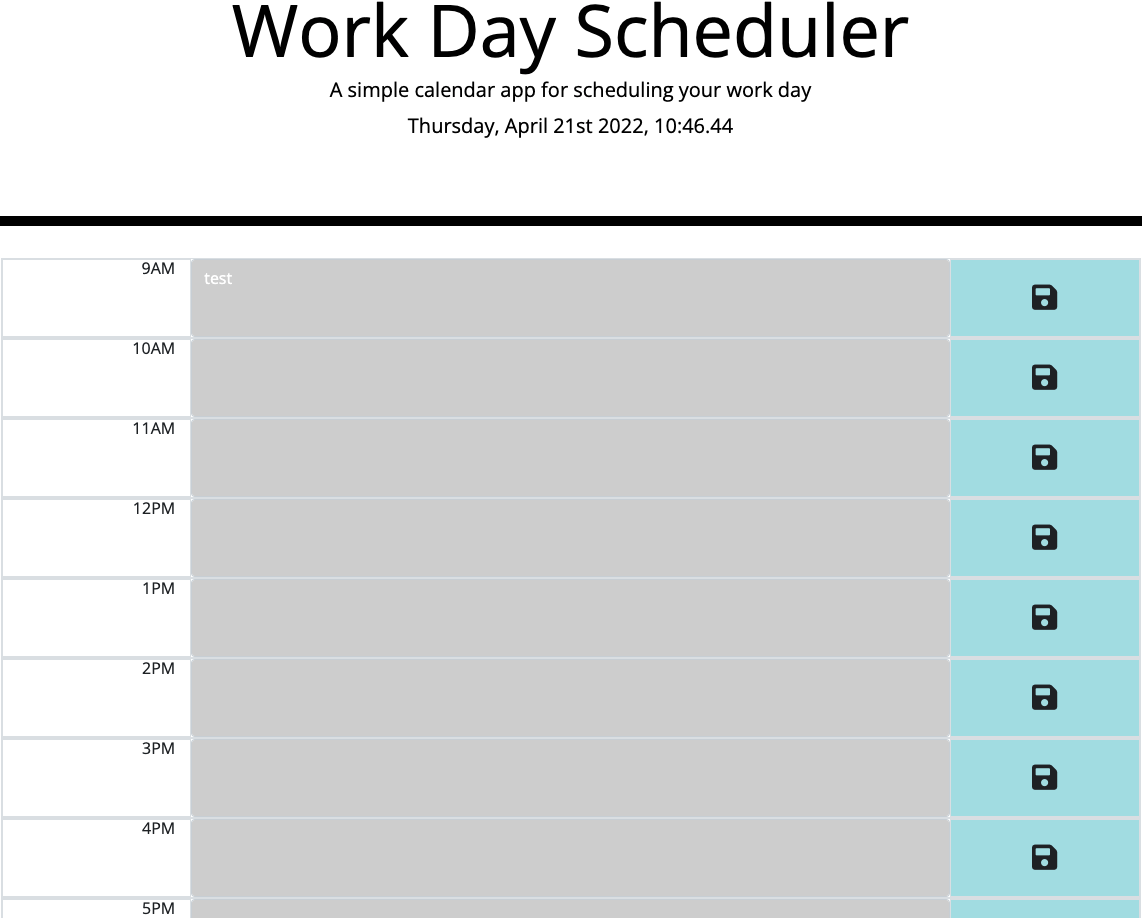 Work Day Scheduler
A simple calendar app for scheduling your work day
Thursday, April 21st 2022, 10:46.44
9AM
test
10AM
11AM
12PM
1PM
2PM
3PM
4PM
5PM